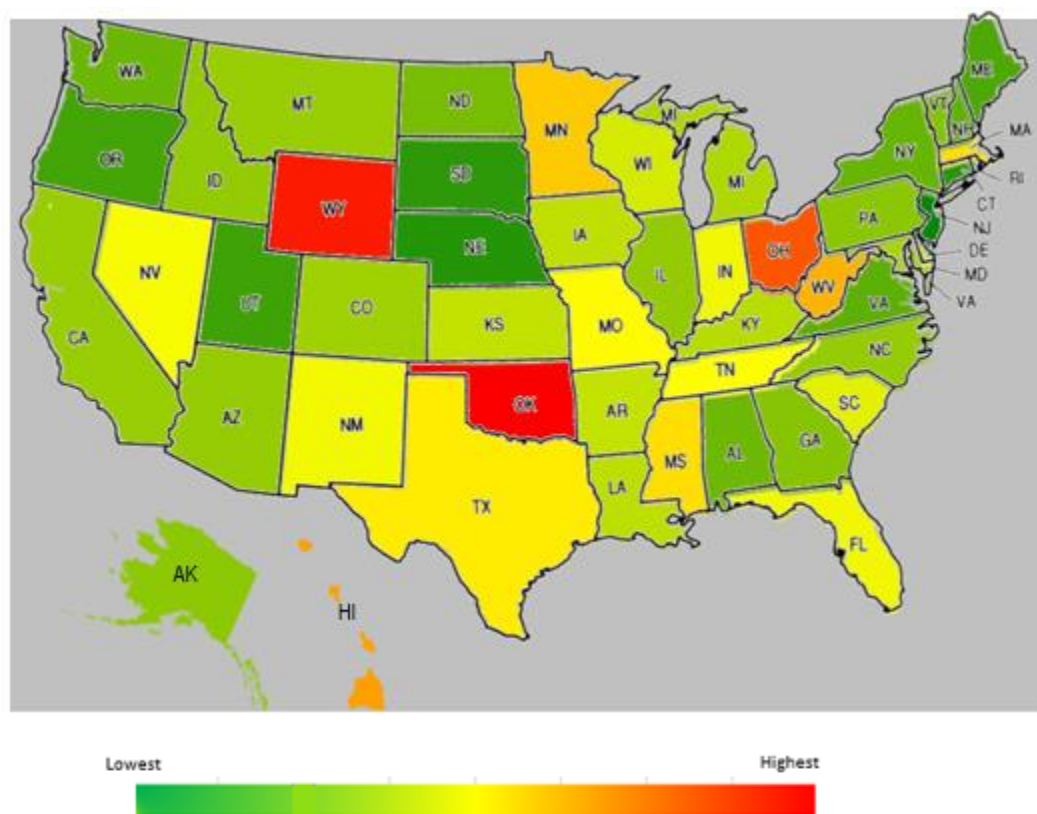 WA
MT
ND
MN
ME
VT
NH
MA
OR
ID
SD
WI
MI
NY
RI
CT
WY
MI
PA
NJ
NE
IA
OH
DE
NV
UT
CO
IL
IN
WV
MD
VA
VA
CA
KS
MO
KY
NC
TN
AZ
NM
OK
AR
SC
MS
AL
GA
TX
LA
FL
AK
HI
Lowest
Highest